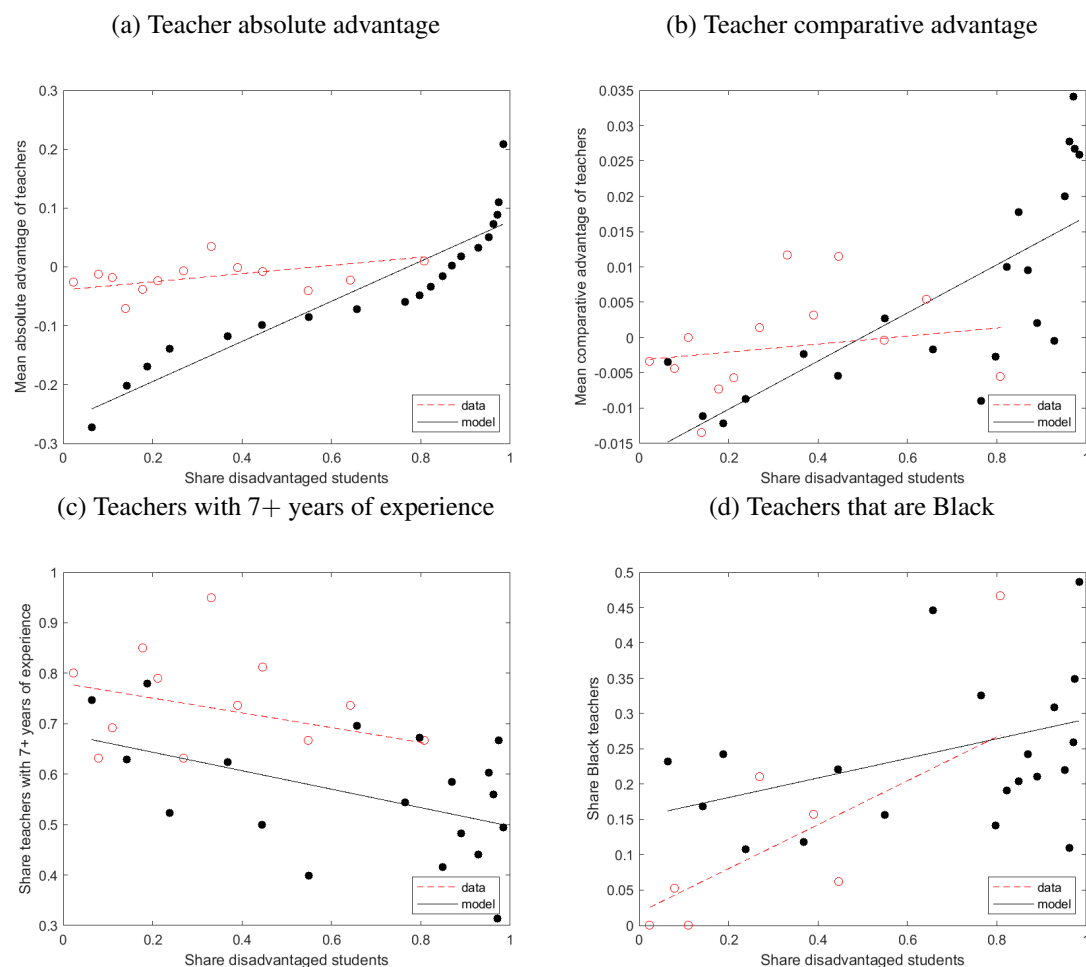 (a) Teacher absolute advantage
(b) Teacher comparative advantage
0.3
0.2
0.1
0
-0.1
-0.2
-0.3
Mean absolute advantage of teachers
0 0.2 0.4 0.6 0.8 1
Share disadvantaged students
data
model
0.035
0.03
0.025
0.02
0.015
0.01
0.005
0
-0.005
-0.01
-0.015
Mean comparative advantage of teachers
0 0.2 0.4 0.6 0.8 1
Share disadvantaged students
data
model
(c) Teachers with 7+ years of experience
(d) Teachers that are Black
1
0.9
0.8
0.7
0.6
0.5
0.4
0.3
Share teachers with 7+ years of experience
0 0.2 0.4 0.6 0.8 1
Share disadvantaged students
data
model
0.5
0.45
0.4
0.35
0.3
0.25
0.2
0.15
0.1
0.05
0
Share Black teachers
0 0.2 0.4 0.6 0.8 1
Share disadvantaged students
data
model